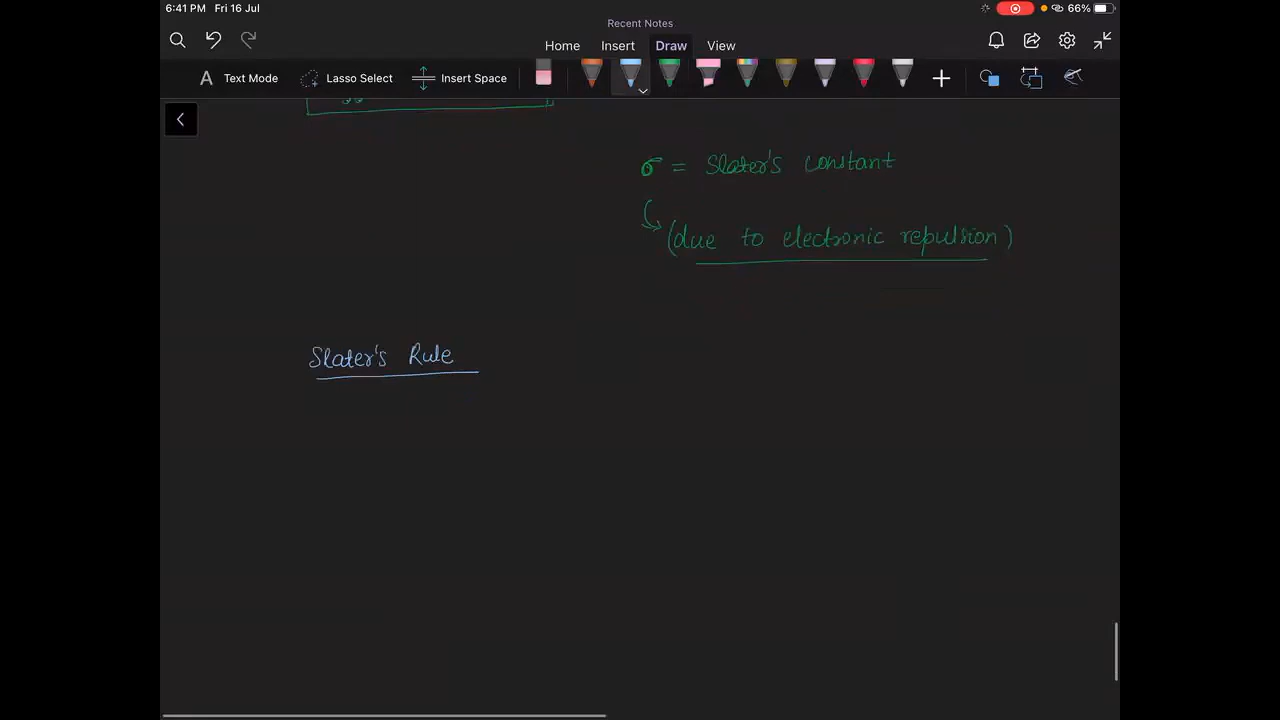 6:41 PM Fri 16 Jul
66%
Recent Notes
Home Insert Draw View
A Text Mode Lasso Select Insert Space
σ = Slater's constant
(due to electronic repulsion)
Slater's Rule